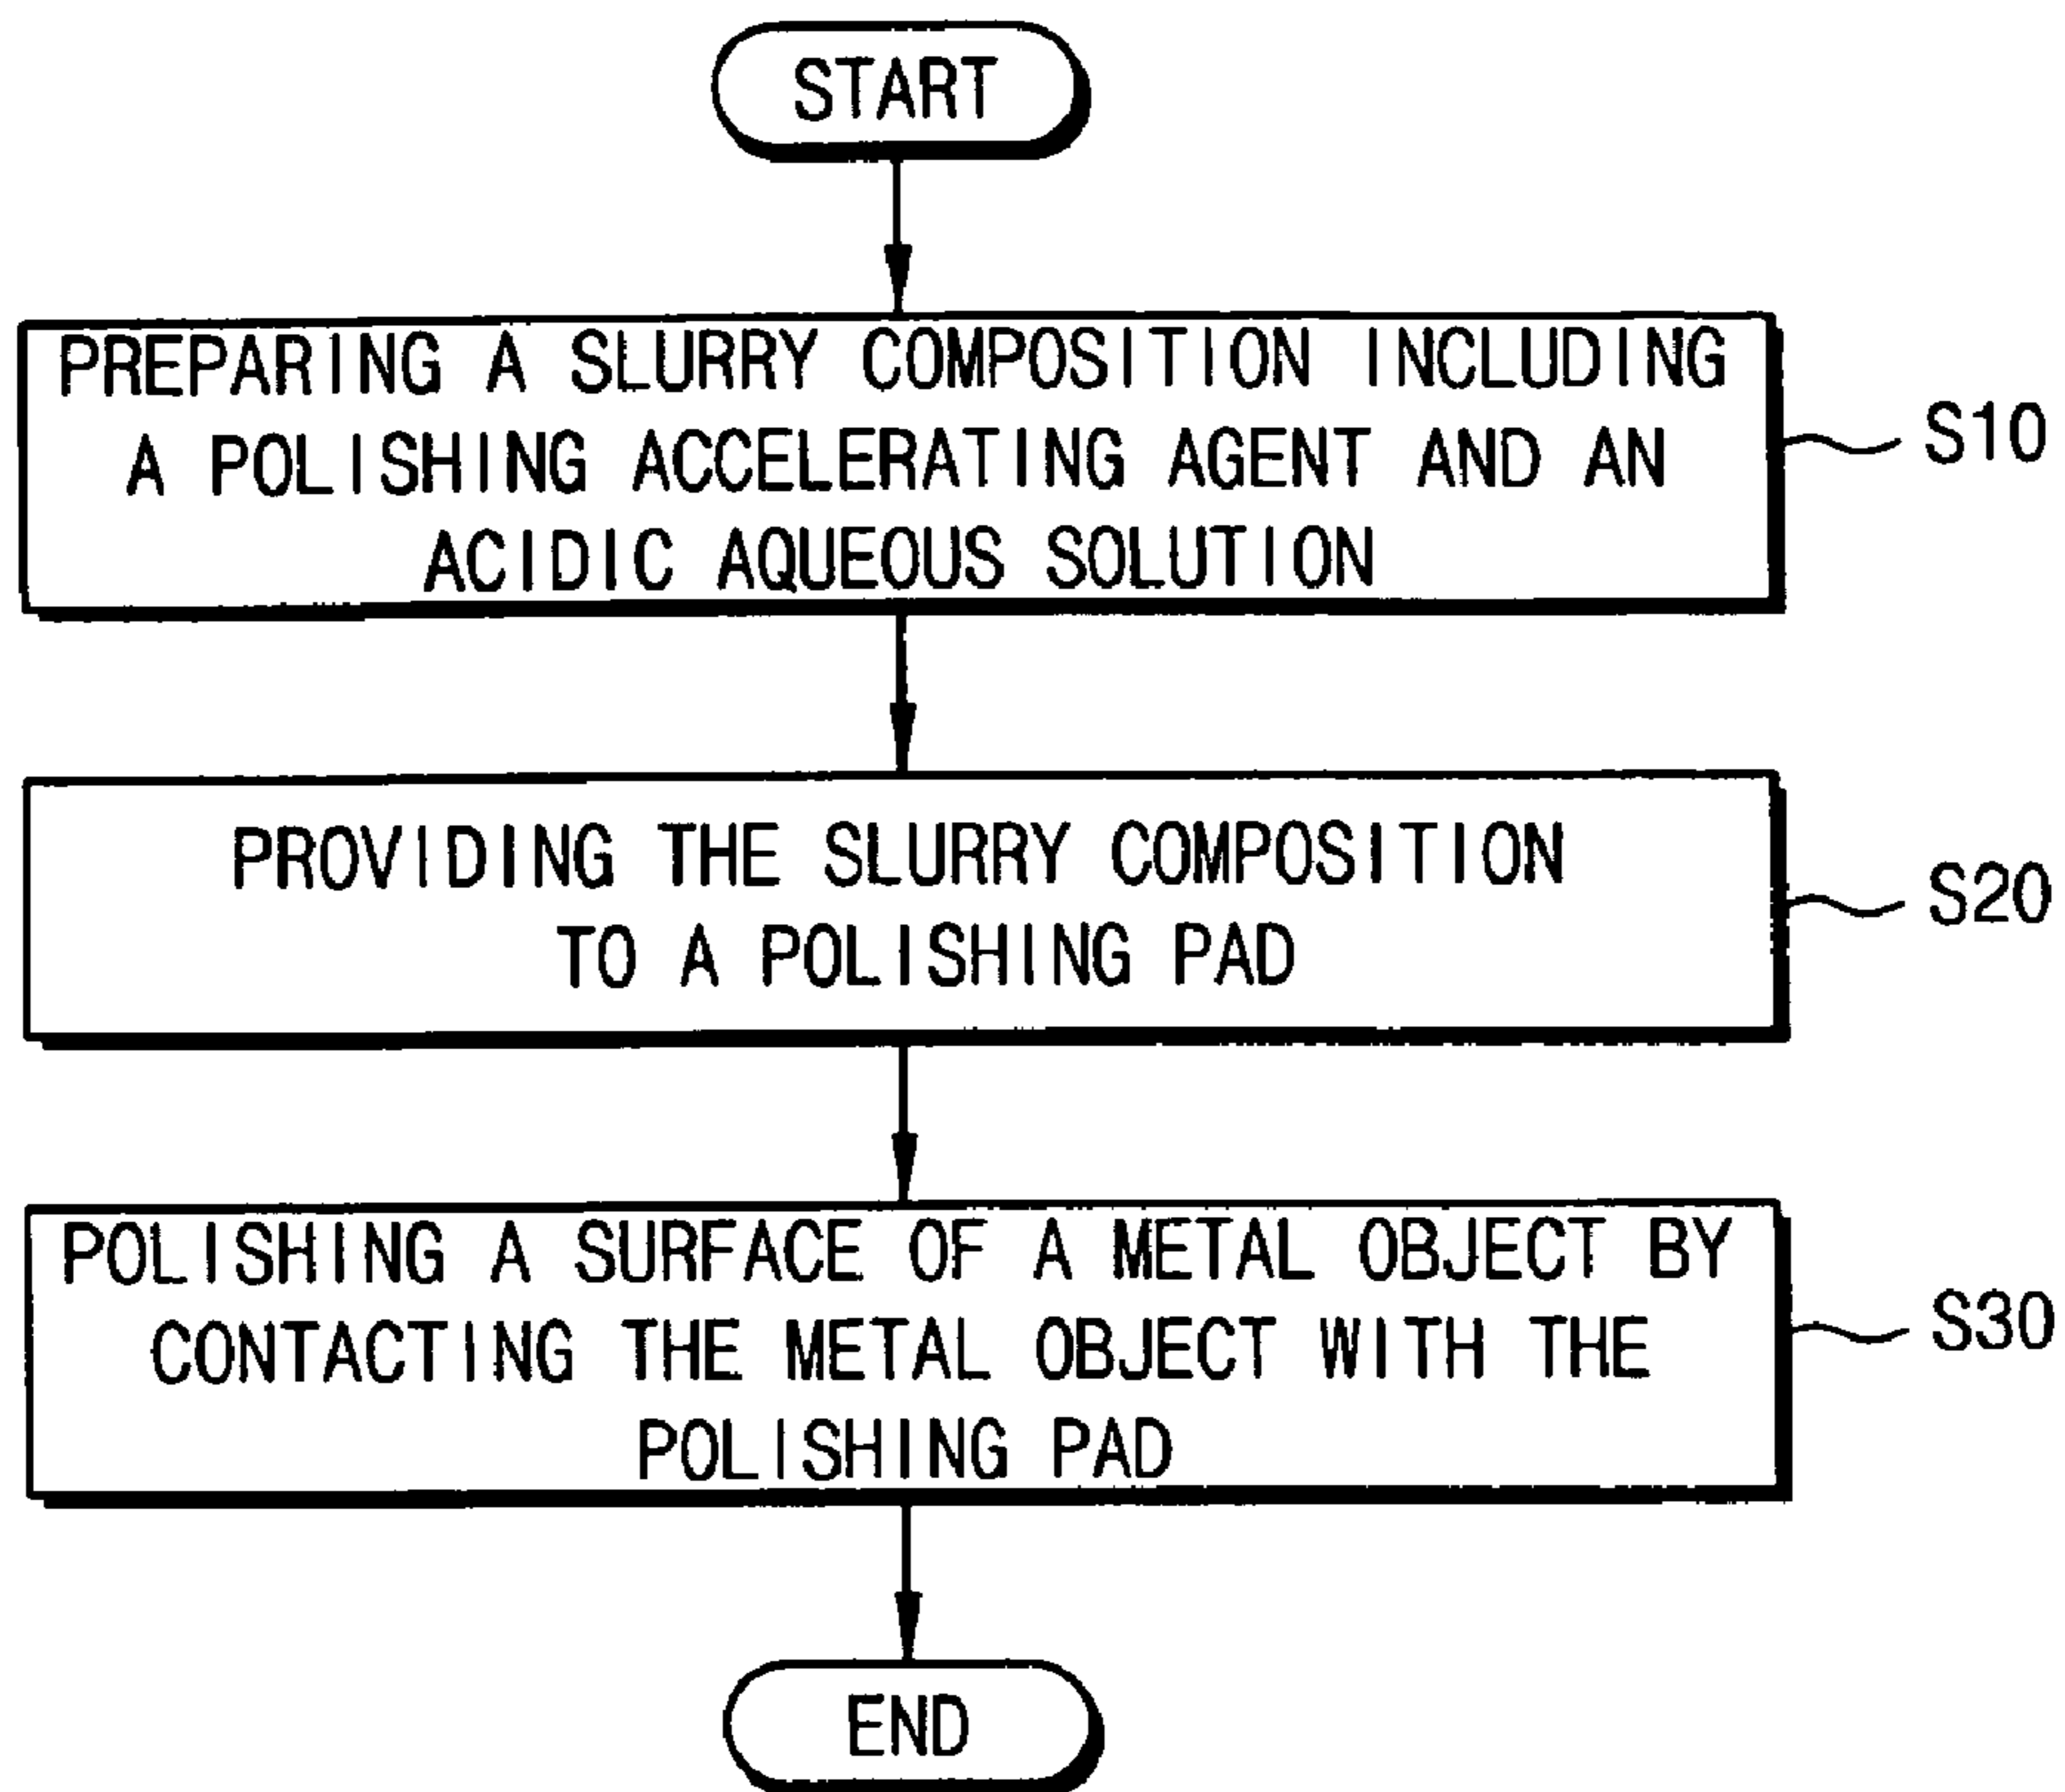 START
PREPARING A SLURRY COMPOSITION INCLUDING
A POLISHING ACCELERATING AGENT AND AN
ACIDIC AQUEOUS SOLUTION
S10
PROVIDING THE SLURRY COMPOSITION
TO A POLISHING PAD
S20
POLISHING A SURFACE OF A METAL OBJECT BY
CONTACTING THE METAL OBJECT WITH THE
POLISHING PAD
S30
END